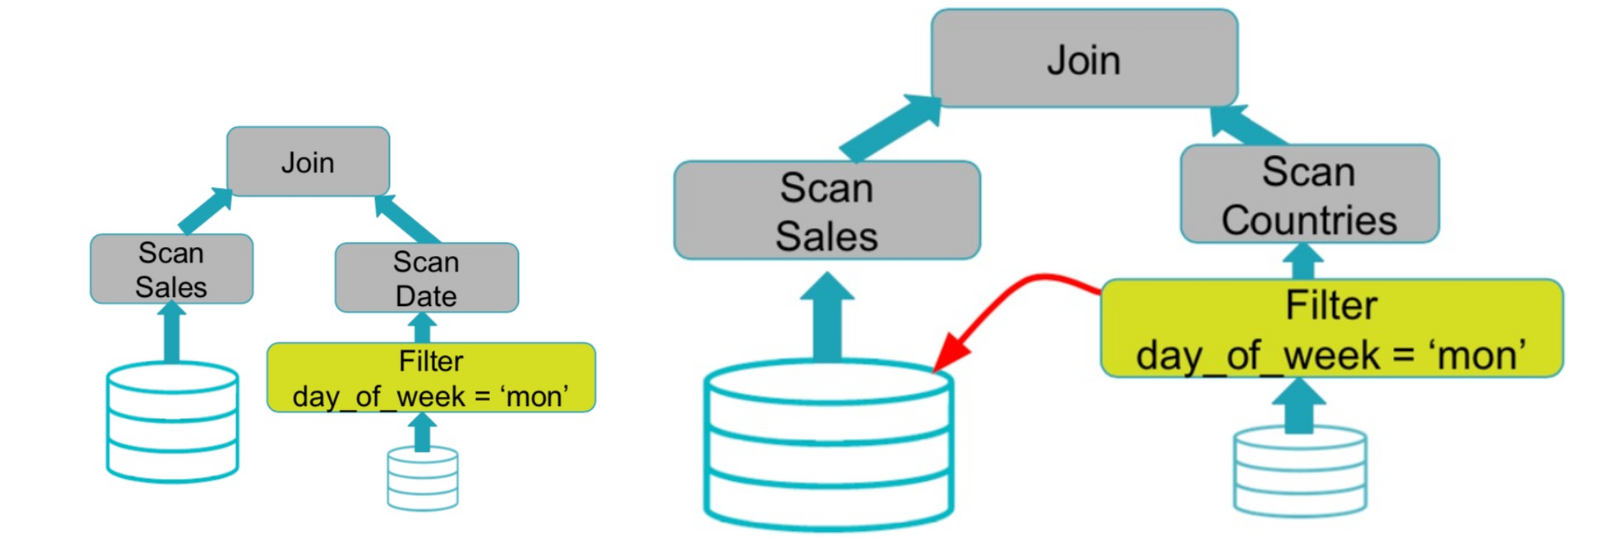 Join
Scan
Sales
Scan
Date
Filter
day_of_week = ‘mon’
Join
Scan
Sales
Scan
Countries
Filter
day_of_week = ‘mon’